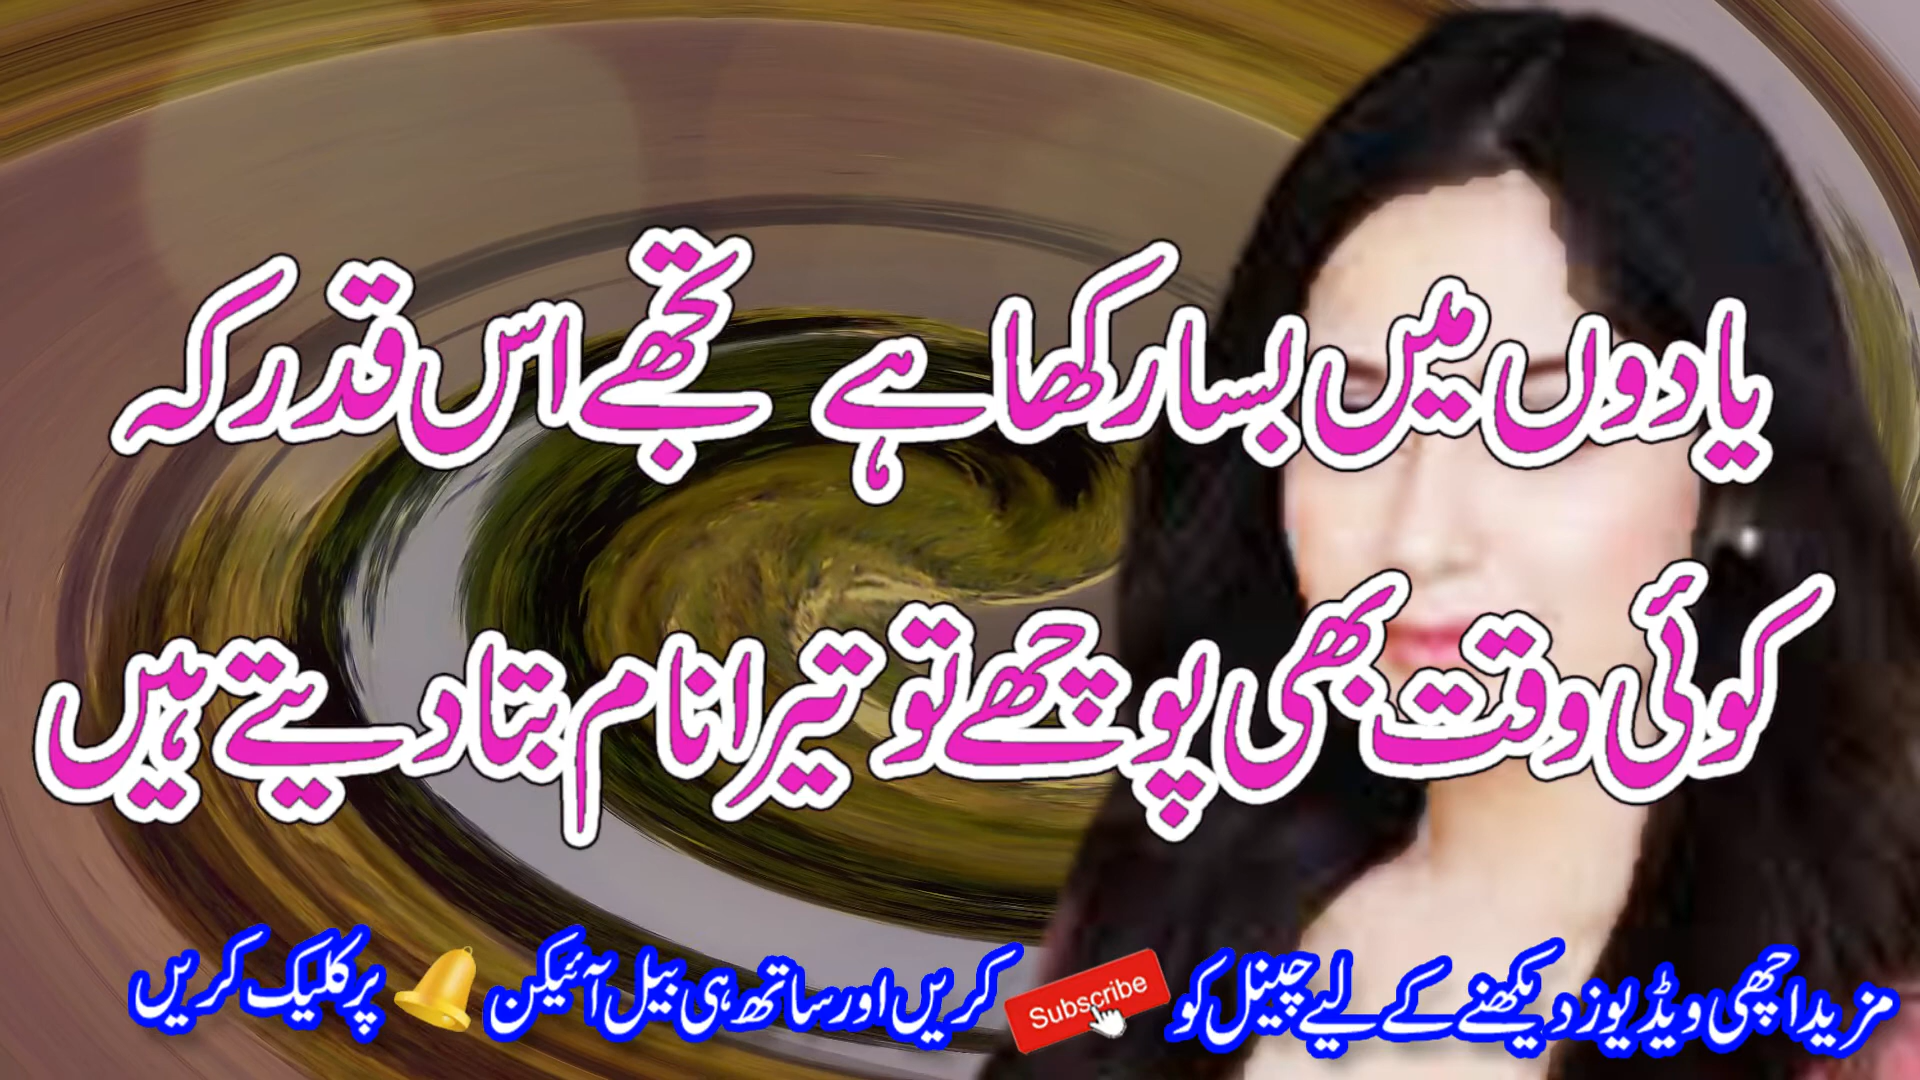 یادوں میں بسا رکھا ہے تجھے اس قدر کہ
کوئی وقت بھی پوچھے تو تیرا نام بتا دیتے ہیں
مزید اچھی ویڈیوز دیکھنے کے لیے چینل کو Subscribe کریں اور ساتھ ہی بیل آئیکن پر کلیک کریں